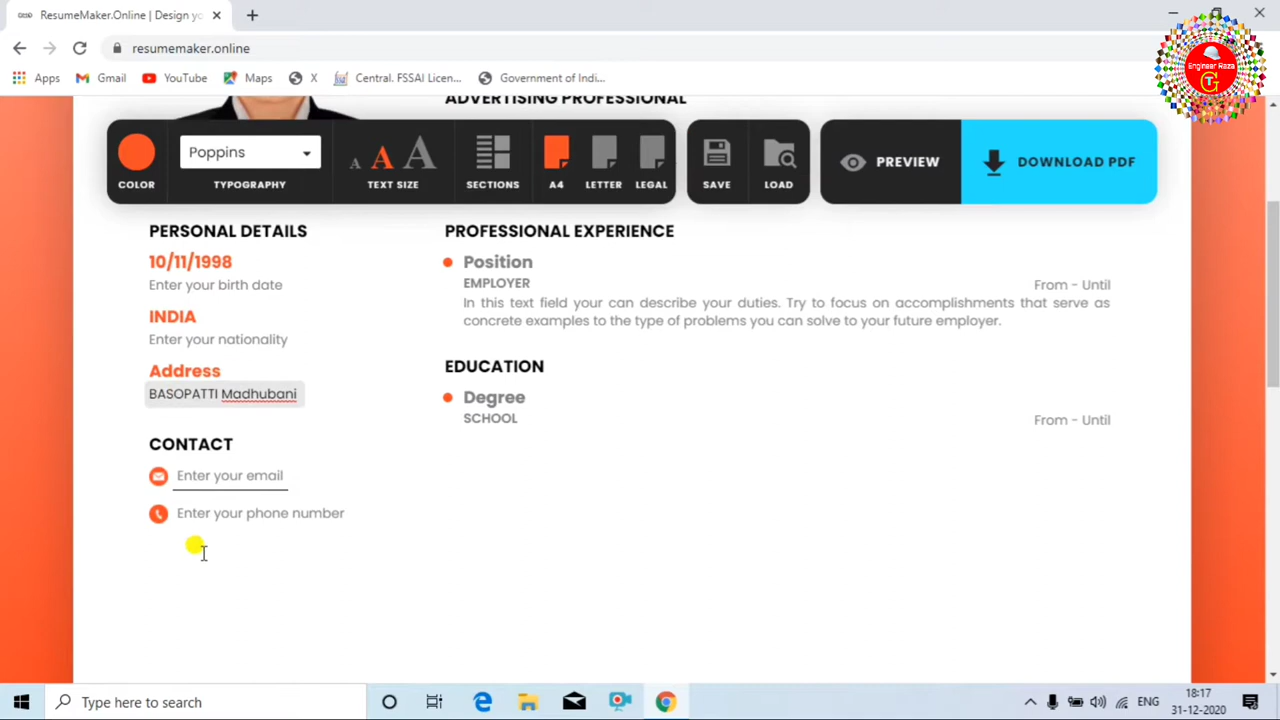 ResumeMaker.Online | Design yo
resumemaker.online
Apps
Gmail
YouTube
Maps
X
Central. FSSAI Licen...
Government of Indi...
Engineer Raza
ADVERTISING PROFESSIONAL
Poppins
A A A
COLOR
TYPOGRAPHY
TEXT SIZE
SECTIONS
A4
LETTER
LEGAL
SAVE
LOAD
PREVIEW
DOWNLOAD PDF
PERSONAL DETAILS
10/11/1998
Enter your birth date
INDIA
Enter your nationality
Address
BASOPATTI Madhubani
CONTACT
Enter your email
Enter your phone number
PROFESSIONAL EXPERIENCE
Position
EMPLOYER
From - Until
In this text field your can describe your duties. Try to focus on accomplishments that serve as
concrete examples to the type of problems you can solve to your future employer.
EDUCATION
Degree
SCHOOL
From - Until
Type here to search
ENG
18:17
31-12-2020